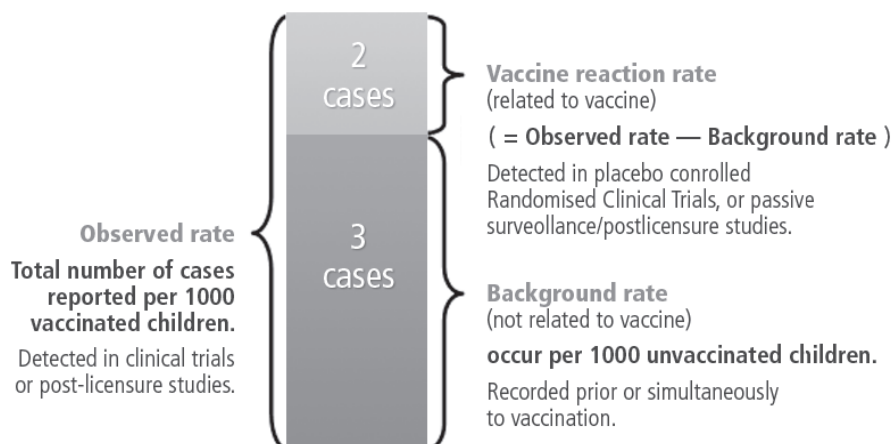 2
cases
3
cases
Observed rate
Total number of cases
reported per 1000
vaccinated children.
Detected in clinical trials
or post-licensure studies.
Vaccine reaction rate
(related to vaccine)
( = Observed rate — Background rate )
Detected in placebo conrolled
Randomised Clinical Trials, or passive
surveollance/postlicensure studies.
Background rate
(not related to vaccine)
occur per 1000 unvaccinated children.
Recorded prior or simultaneously
to vaccination.